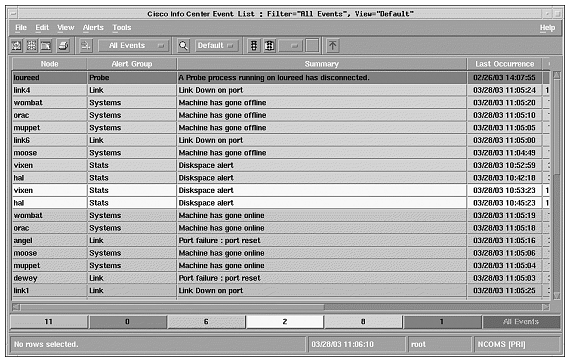 Cisco Info Center Event List : Filter="All Events", View="Default"
File Edit View Alerts Tools Help
All Events Default
Node Alert Group Summary Last Occurrence
loureed Probe A Probe process running on loureed has disconnected. 02/26/03 14:07:55
link4 Link Link Down on port 03/28/03 11:05:24 1
wombat Systems Machine has gone offline 03/28/03 11:05:20
orac Systems Machine has gone offline 03/28/03 11:05:10
muppet Systems Machine has gone offline 03/28/03 11:05:05
link6 Link Link Down on port 03/28/03 11:05:00
moose Systems Machine has gone offline 03/28/03 11:04:49
vixen Stats Diskspace alert 03/28/03 10:52:59
hal Stats Diskspace alert 03/28/03 10:42:18
vixen Stats Diskspace alert 03/28/03 10:53:23 1
hal Stats Diskspace alert 03/28/03 10:45:23 1
wombat Systems Machine has gone online 03/28/03 11:05:19
orac Systems Machine has gone online 03/28/03 11:05:18
angel Link Port failure : port reset 03/28/03 11:05:16
moose Systems Machine has gone online 03/28/03 11:05:06
muppet Systems Machine has gone online 03/28/03 11:05:04
dewey Link Port failure : port reset 03/28/03 11:05:03
link1 Link Link Down on port 03/28/03 11:05:25
11 0 6 2 8 1 All Events
No rows selected. 03/28/03 11:06:10 root NCOMS [PRI]